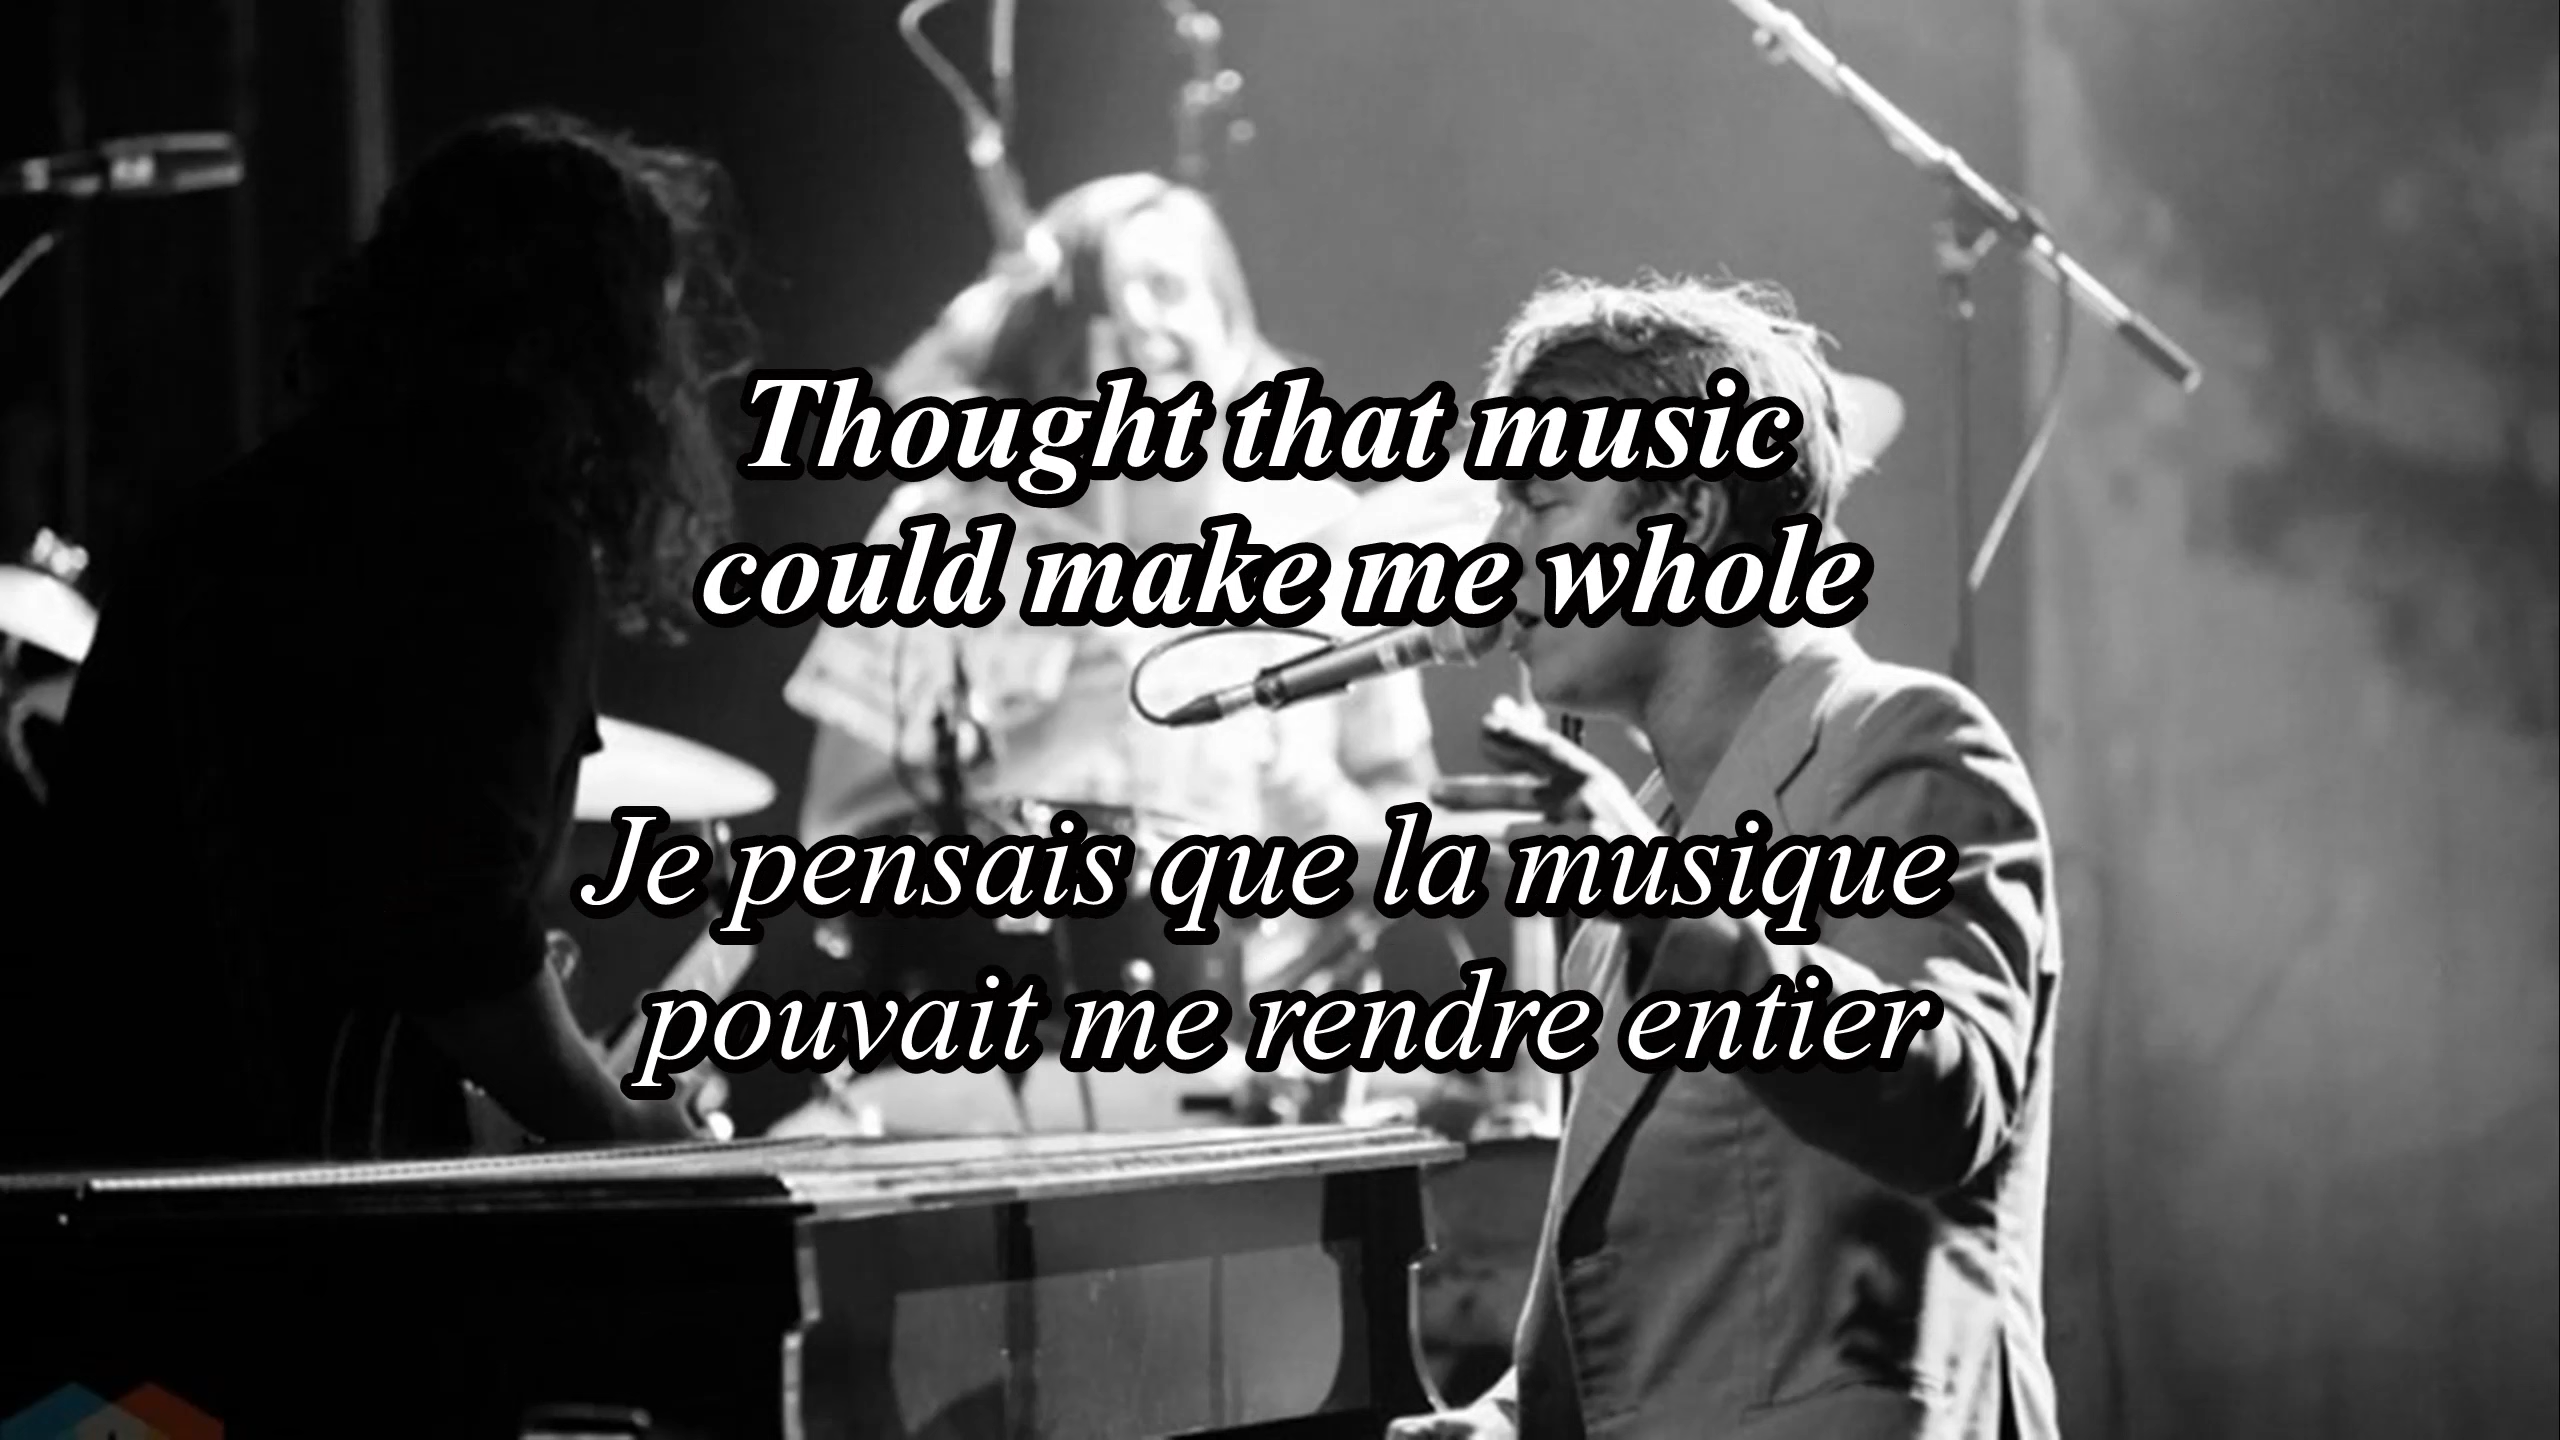 Thought that music
could make me whole
Je pensais que la musique
pouvait me rendre entier